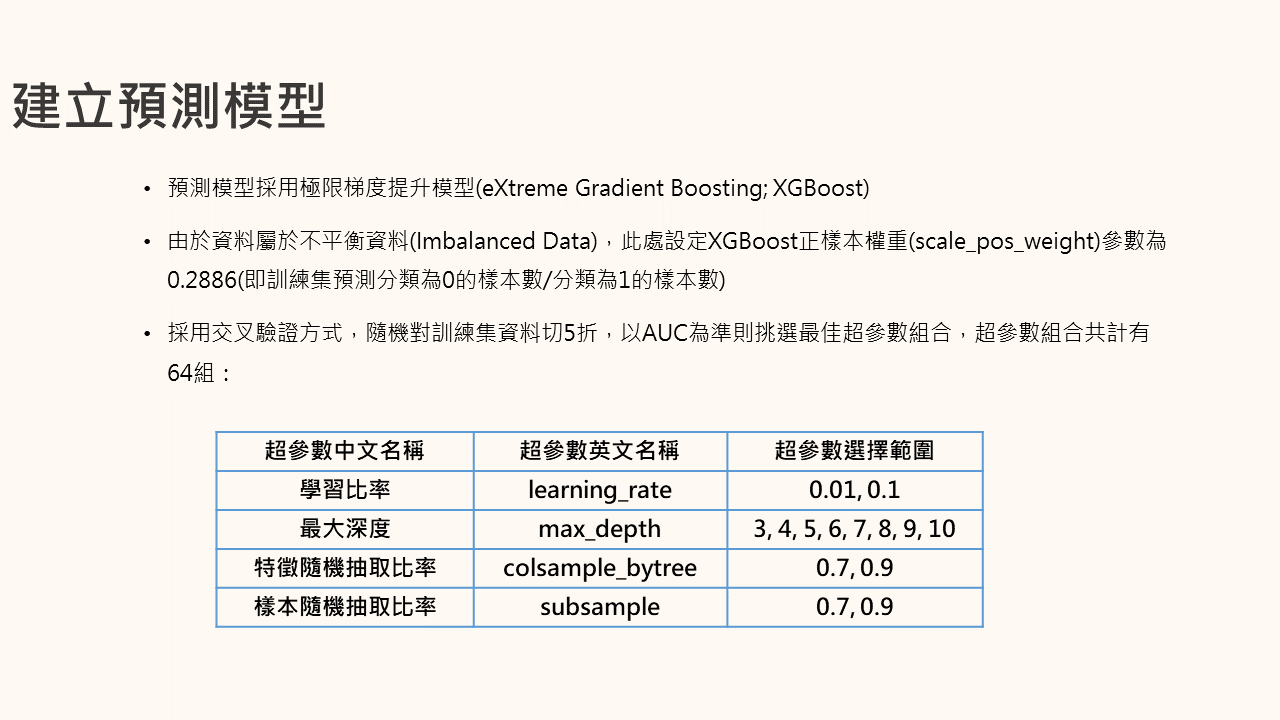 建立預測模型
• 預測模型採用極限梯度提升模型(eXtreme Gradient Boosting; XGBoost)
• 由於資料屬於不平衡資料(Imbalanced Data)，此處設定XGBoost正樣本權重(scale_pos_weight)參數為
0.2886(即訓練集預測分類為0的樣本數/分類為1的樣本數)
• 採用交叉驗證方式，隨機對訓練集資料切5折，以AUC為準則挑選最佳超參數組合，超參數組合共計有
64組：
超參數中文名稱 超參數英文名稱 超參數選擇範圍
學習比率 learning_rate 0.01, 0.1
最大深度 max_depth 3, 4, 5, 6, 7, 8, 9, 10
特徵隨機抽取比率 colsample_bytree 0.7, 0.9
樣本隨機抽取比率 subsample 0.7, 0.9